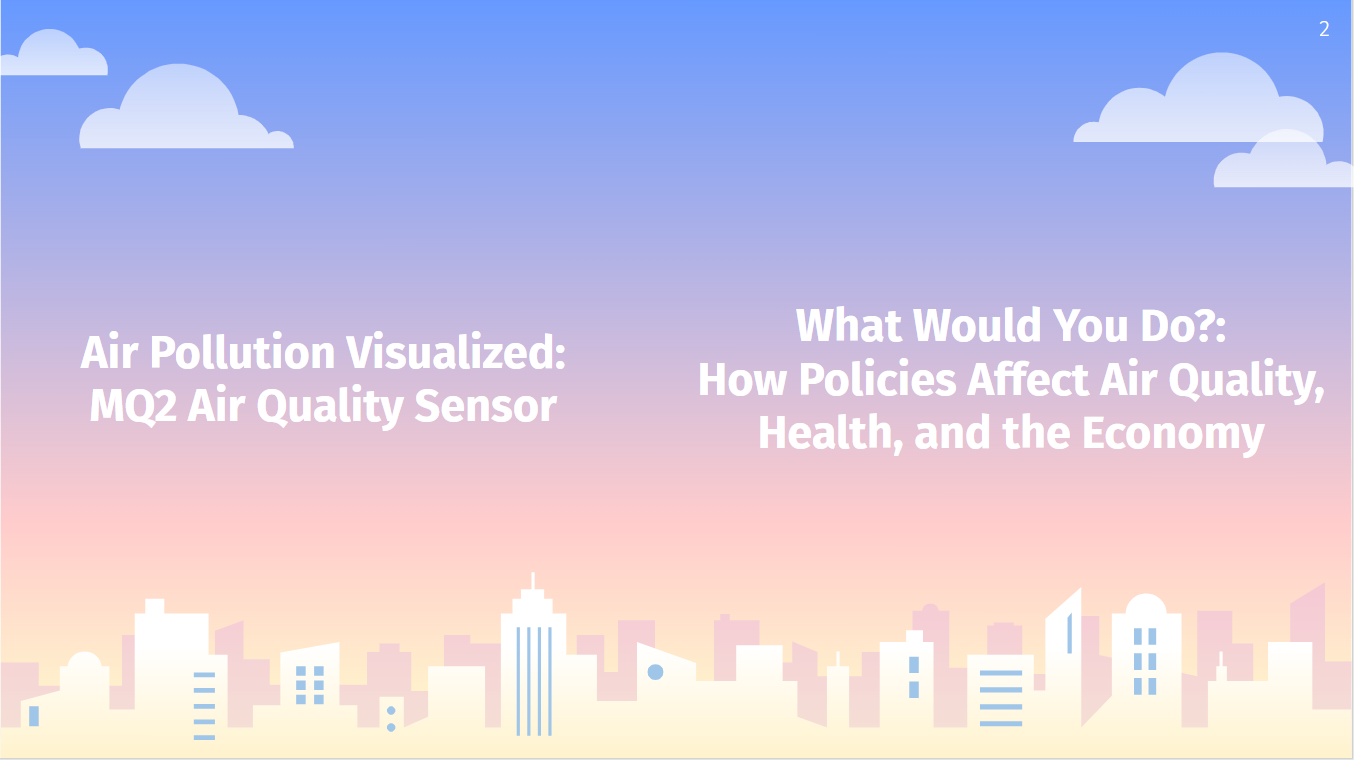 2
Air Pollution Visualized:
MQ2 Air Quality Sensor
What Would You Do?:
How Policies Affect Air Quality,
Health, and the Economy